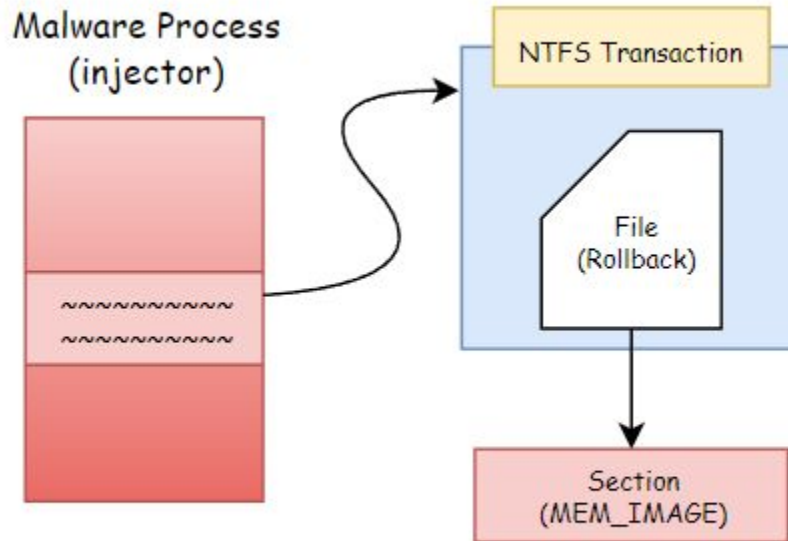 Malware Process
(injector)
~~~~~~~~~~
~~~~~~~~~~
NTFS Transaction
File
(Rollback)
Section
(MEM_IMAGE)